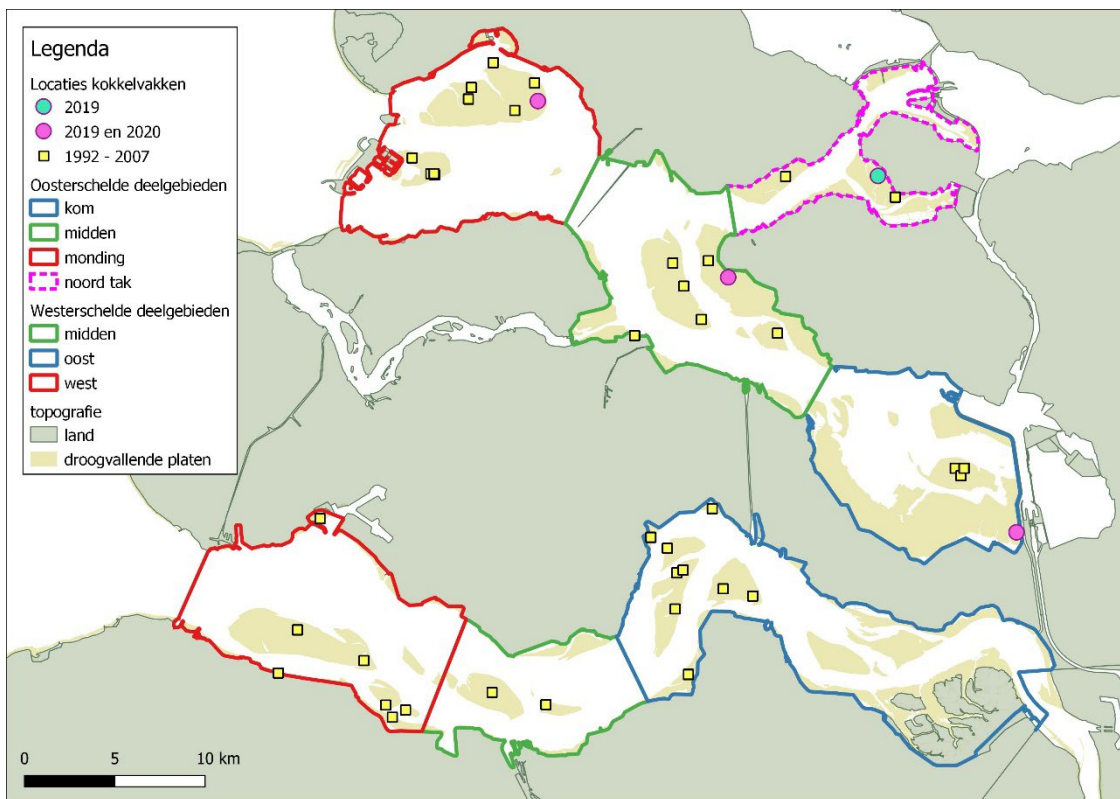 Legenda
Locaties kokkelvakken
2019
2019 en 2020
1992 - 2007
Oosterschelde deelgebieden
kom
midden
monding
noord tak
Westerschelde deelgebieden
midden
oost
west
topografie
land
droogvallende platen
0 5 10 km